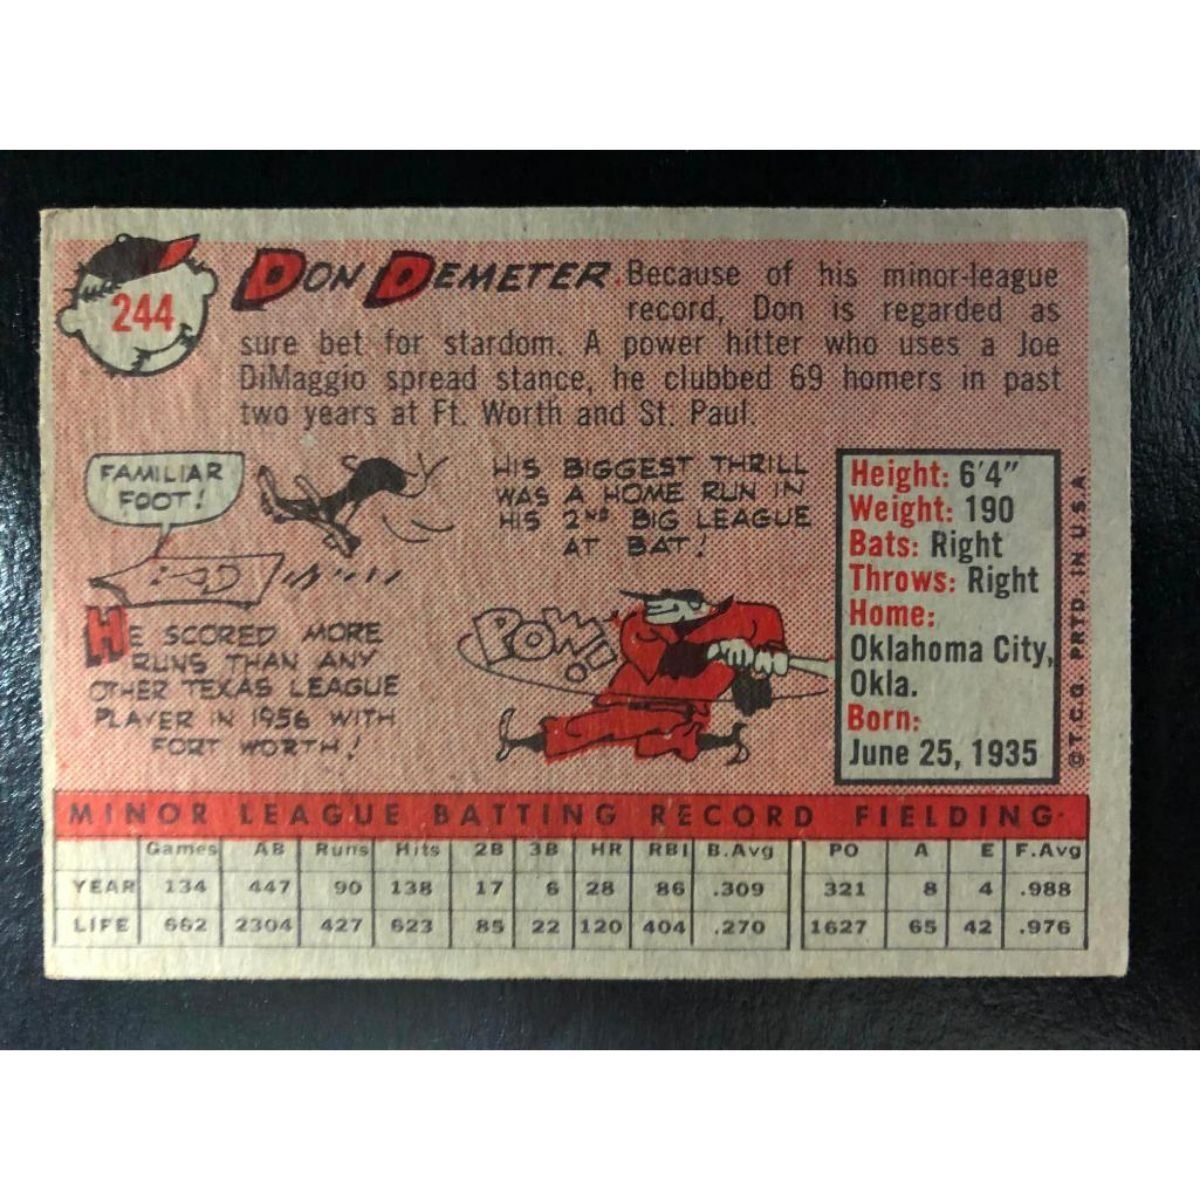 244
DON DEMETER Because of his minor-league
record, Don is regarded as
sure bet for stardom. A power hitter who uses a Joe
DiMaggio spread stance, he clubbed 69 homers in past
two years at Ft. Worth and St. Paul.
FAMILIAR
FOOT!
HE SCORED MORE
RUNS THAN ANY
OTHER TEXAS LEAGUE
PLAYER IN 1956 WITH
FORT WORTH!
HIS BIGGEST THRILL
WAS A HOME RUN IN
HIS 2ND BIG LEAGUE
AT BAT!
POW!
Height: 6'4"
Weight: 190
Bats: Right
Throws: Right
Home:
Oklahoma City,
Okla.
Born:
June 25, 1935
© T.C.G. PRTD. IN U.S.A.
MINOR LEAGUE BATTING RECORD FIELDING
Games AB Runs Hits 2B 3B HR RBI B.Avg PO A E F.Avg
YEAR 134 447 90 138 17 6 28 86 .309 321 8 4 .988
LIFE 662 2304 427 623 85 22 120 404 .270 1627 65 42 .976